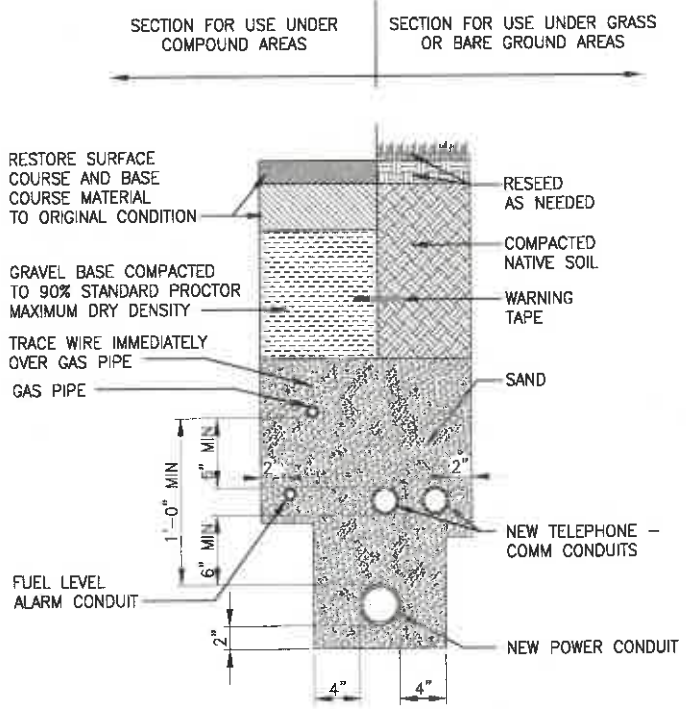 SECTION FOR USE UNDER
COMPOUND AREAS
SECTION FOR USE UNDER GRASS
OR BARE GROUND AREAS
RESTORE SURFACE
COURSE AND BASE
COURSE MATERIAL
TO ORIGINAL CONDITION
RESEED
AS NEEDED
COMPACTED
NATIVE SOIL
GRAVEL BASE COMPACTED
TO 90% STANDARD PROCTOR
MAXIMUM DRY DENSITY
WARNING
TAPE
TRACE WIRE IMMEDIATELY
OVER GAS PIPE
GAS PIPE
SAND
1'-0" MIN
6" MIN
2"
2"
6" MIN
NEW TELEPHONE –
COMM CONDUITS
FUEL LEVEL
ALARM CONDUIT
2"
NEW POWER CONDUIT
4"
4"